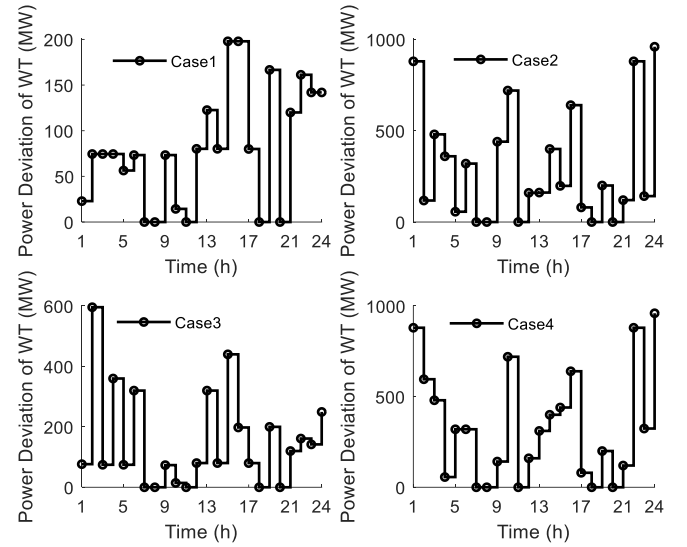 Power Deviation of WT (MW)
200
150
100
50
0
Case1
1 5 9 13 17 21 24
Time (h)
Power Deviation of WT (MW)
1000
500
0
Case2
1 5 9 13 17 21 24
Time (h)
Power Deviation of WT (MW)
600
400
200
0
Case3
1 5 9 13 17 21 24
Time (h)
Power Deviation of WT (MW)
1000
500
0
Case4
1 5 9 13 17 21 24
Time (h)